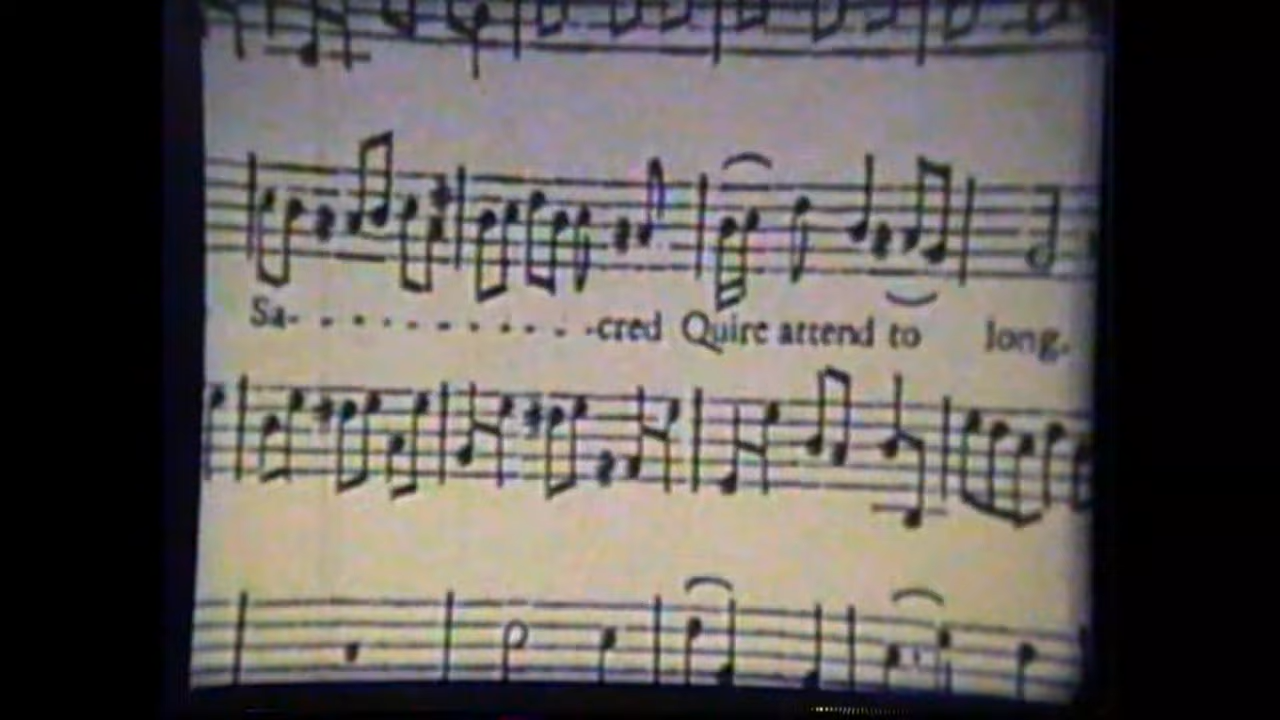 Sa- - - - - - - - - - -cred Quire attend to long.